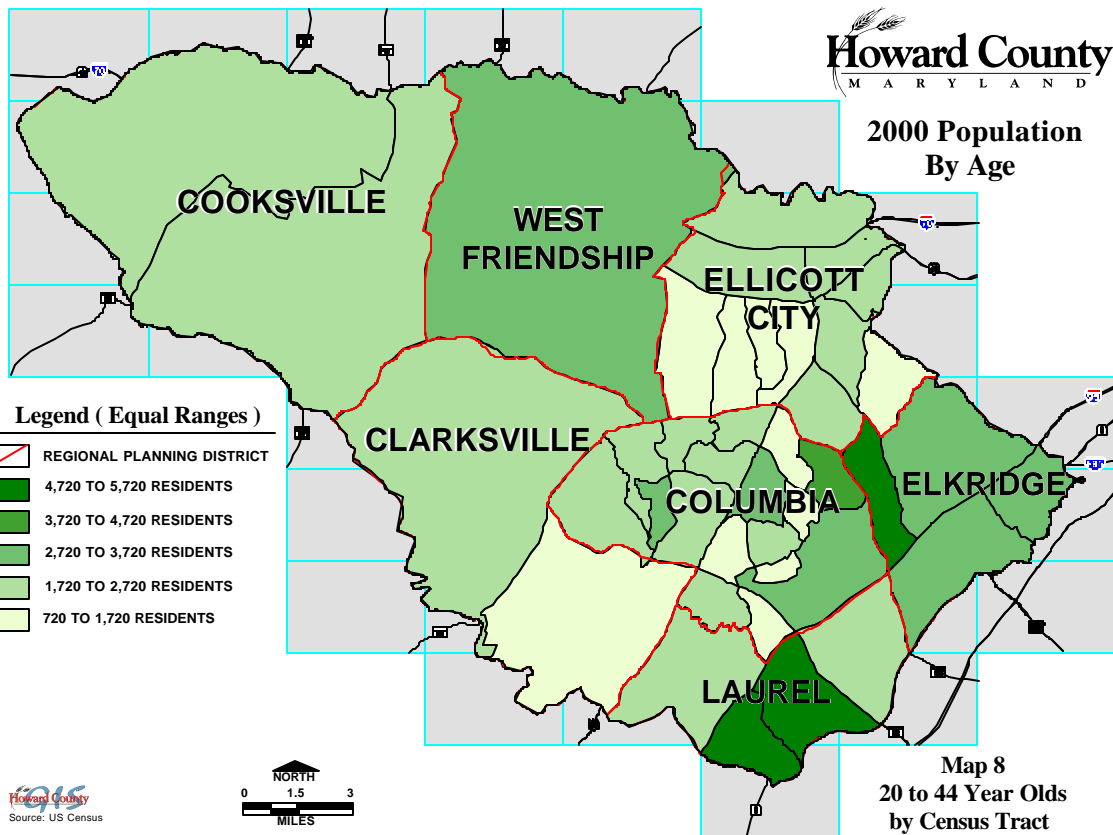 Howard County
MARYLAND
2000 Population
By Age
COOKSVILLE
WEST
FRIENDSHIP
ELLICOTT
CITY
CLARKSVILLE
COLUMBIA
ELKRIDGE
LAUREL
Legend ( Equal Ranges )
REGIONAL PLANNING DISTRICT
4,720 TO 5,720 RESIDENTS
3,720 TO 4,720 RESIDENTS
2,720 TO 3,720 RESIDENTS
1,720 TO 2,720 RESIDENTS
720 TO 1,720 RESIDENTS
NORTH
0 1.5 3
MILES
Howard County
GIS
Source: US Census
Map 8
20 to 44 Year Olds
by Census Tract
70